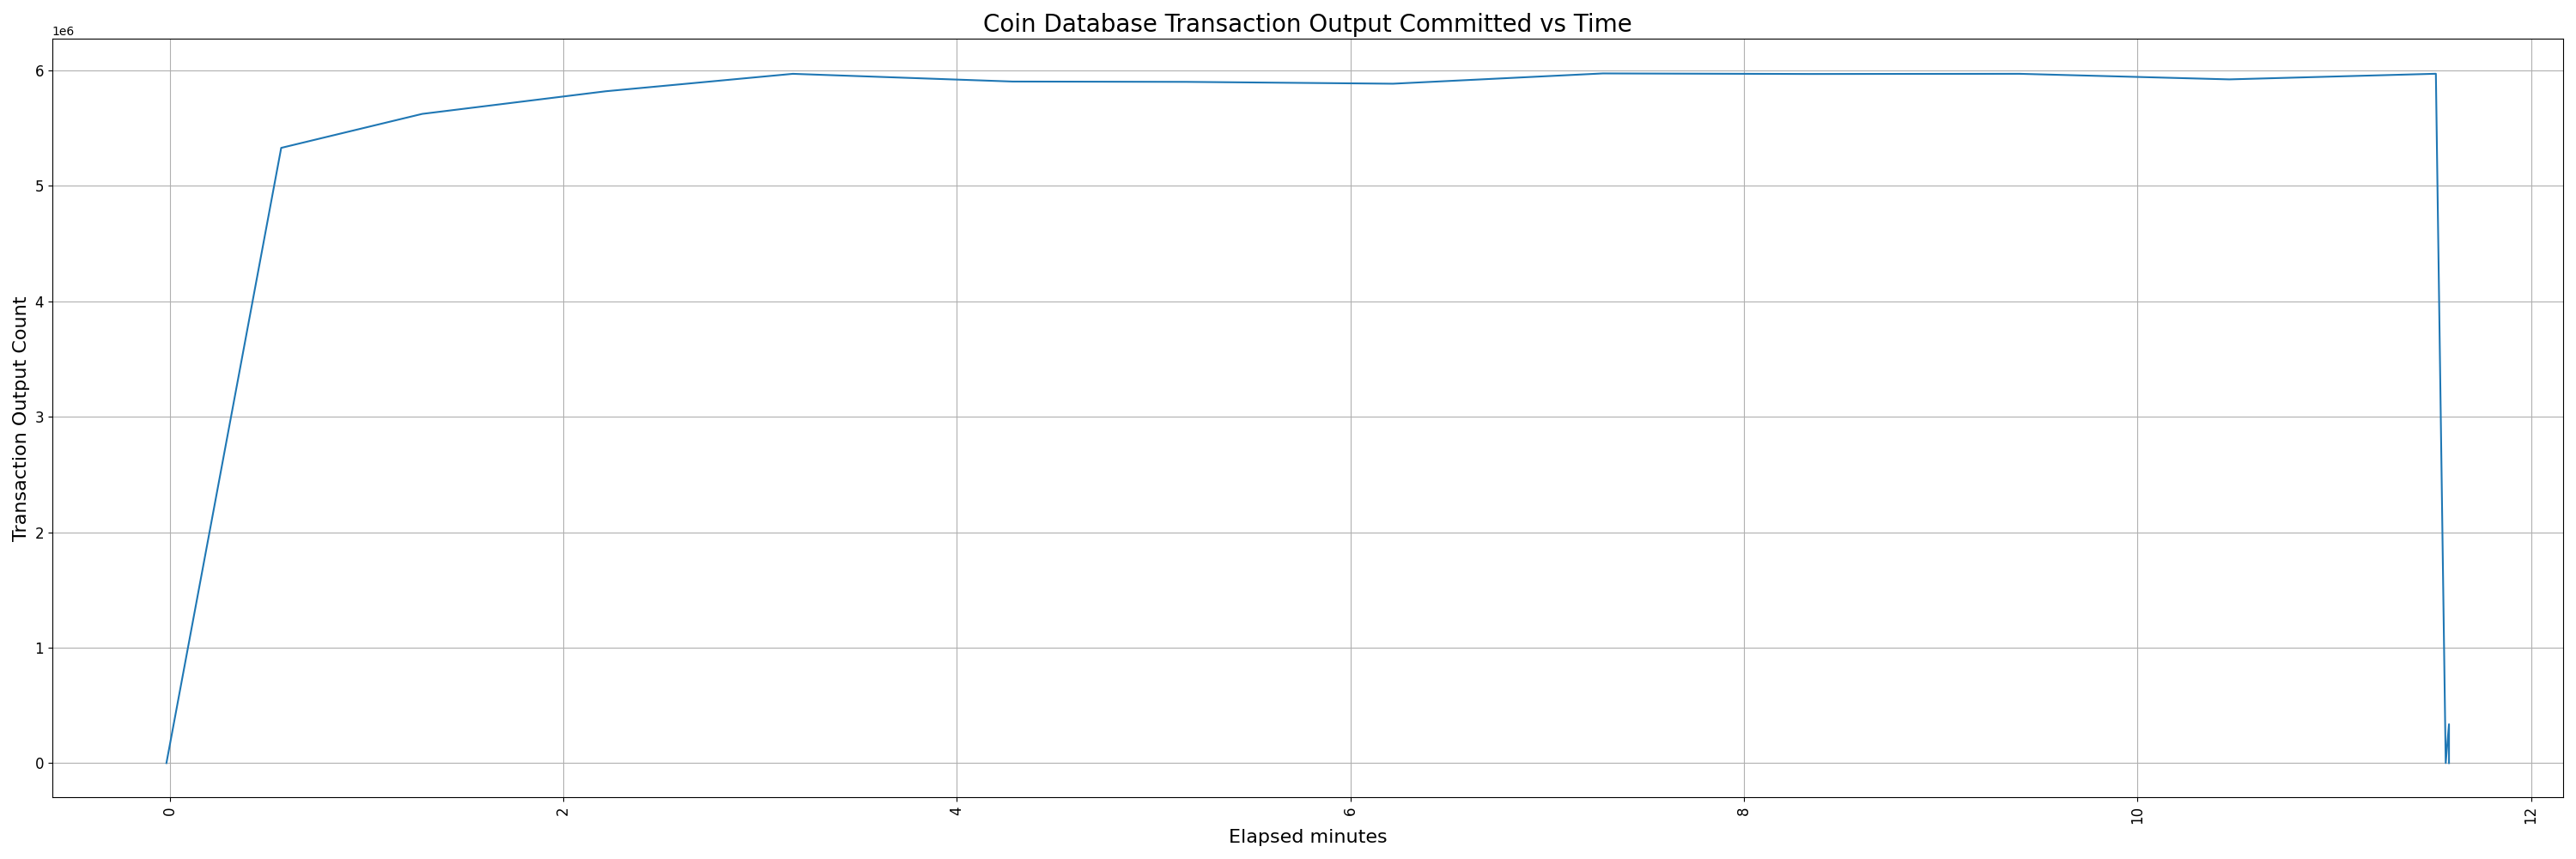 Coin Database Transaction Output Committed vs Time
1e6
6
5
4
3
2
1
0
Transaction Output Count
0 2 4 6 8 10 12
Elapsed minutes